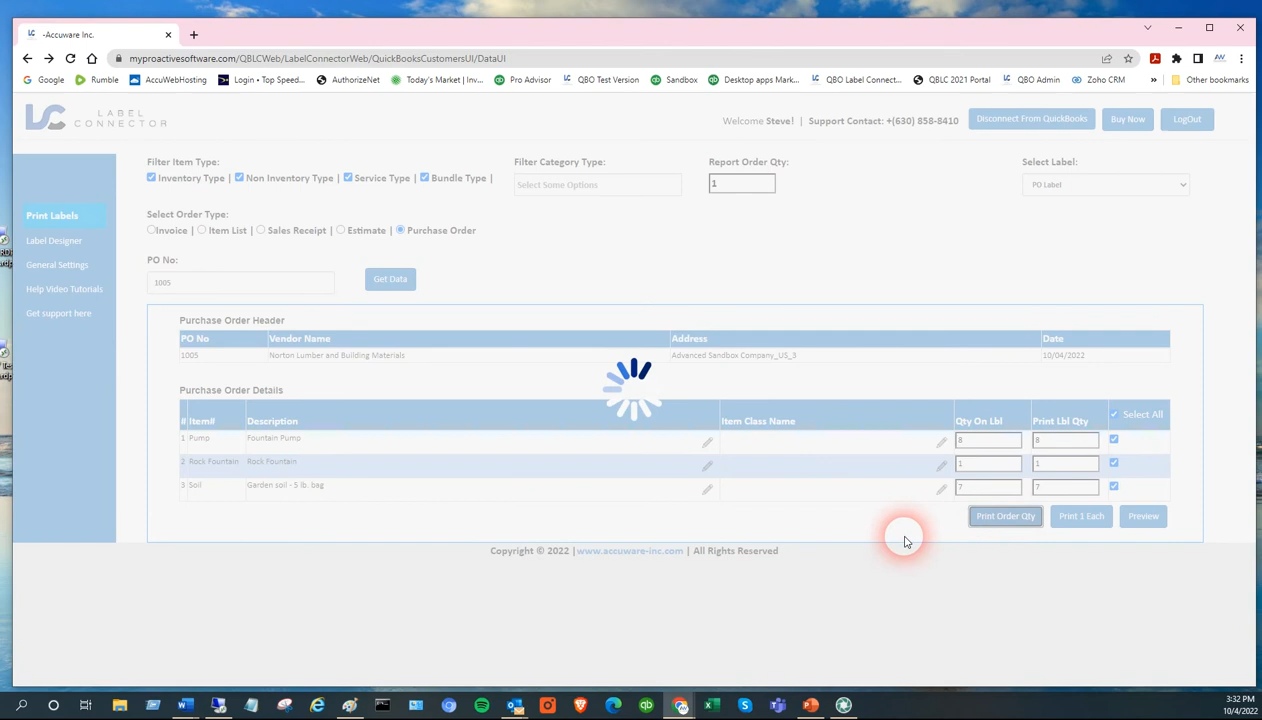 -Accuware Inc.
myproactivesoftware.com/QBLCWeb/LabelConnectorWeb/QuickBooksCustomersUI/DataUI
Google Rumble AccuWebHosting Login • Top Speed... AuthorizeNet Today's Market | Inv... Pro Advisor QBO Test Version Sandbox Desktop apps Mark... QBO Label Connect... QBLC 2021 Portal QBO Admin Zoho CRM » Other bookmarks
LC LABEL CONNECTOR
Welcome Steve! | Support Contact: +(630) 858-8410 Disconnect From QuickBooks Buy Now LogOut
Filter Item Type: Filter Category Type: Report Order Qty: Select Label:
Inventory Type | Non Inventory Type | Service Type | Bundle Type | Select Some Options 1 PO Label
Print Labels
Label Designer
General Settings
Help Video Tutorials
Get support here
Select Order Type:
Invoice | Item List | Sales Receipt | Estimate | Purchase Order
PO No:
1005 Get Data
Purchase Order Header
PO No Vendor Name Address Date
1005 Norton Lumber and Building Materials Advanced Sandbox Company_US_3 10/04/2022
Purchase Order Details
# Item# Description Item Class Name Qty On Lbl Print Lbl Qty Select All
1 Pump Fountain Pump 8 8
2 Rock Fountain Rock Fountain 1 1
3 Soil Garden soil - 5 lb. bag 7 7
Print Order Qty Print 1 Each Preview
Copyright © 2022 |www.accuware-inc.com | All Rights Reserved
3:32 PM
10/4/2022